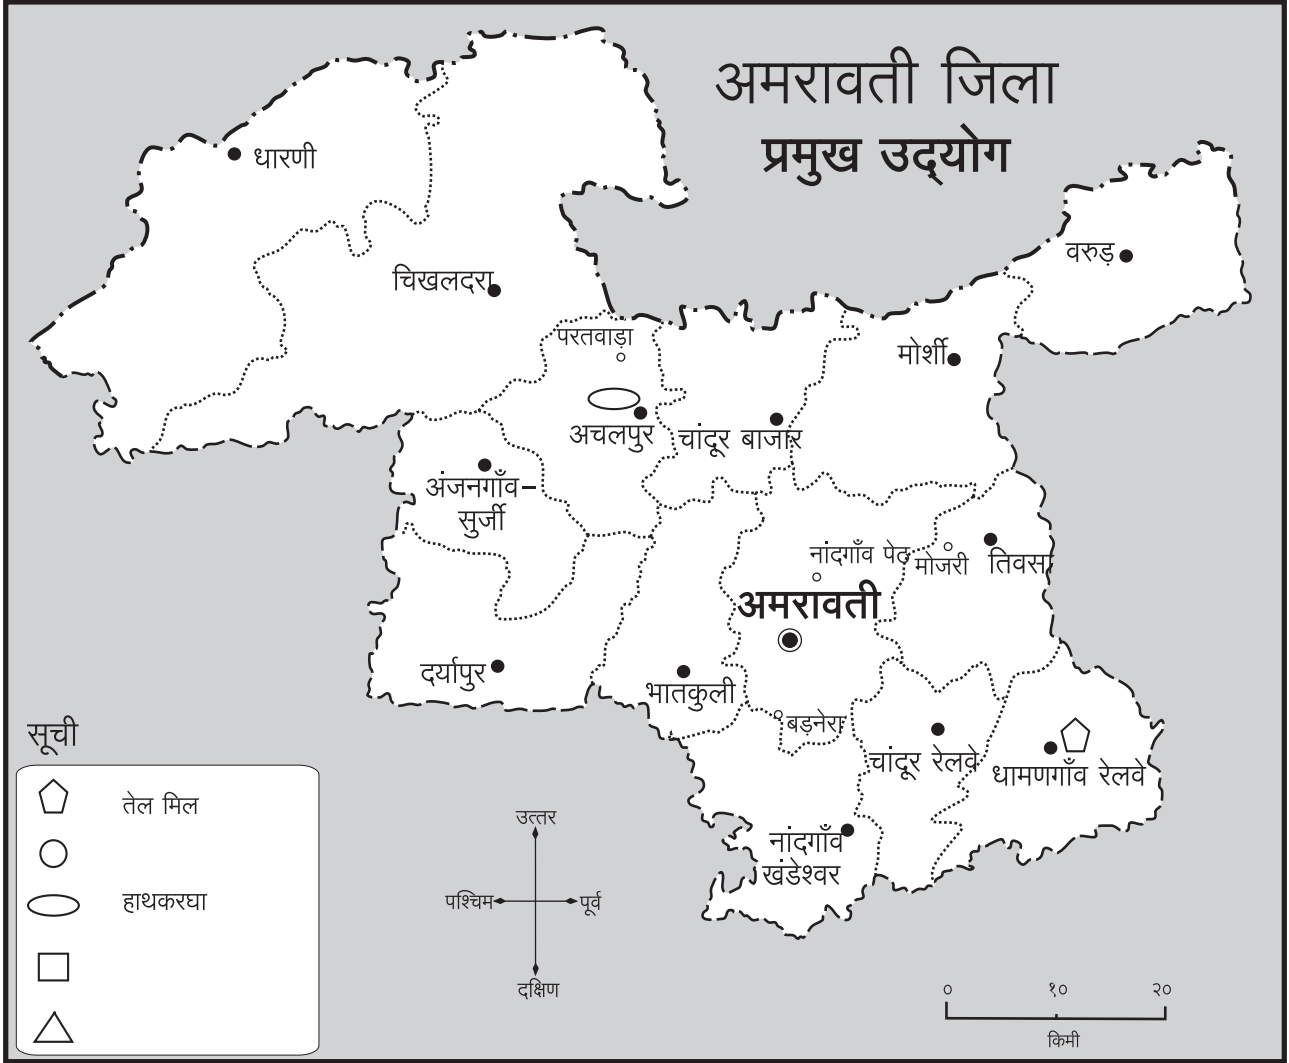 अमरावती जिला
प्रमुख उद्‌योग
धारणी
चिखलदरा
वरुड़
परतवाड़ा
मोर्शी
अचलपुर
चांदूर बाजार
अंजनगाँव–
सुर्जी
नांदगाँव पेठ
मोजरी
तिवसा
अमरावती
दर्यापुर
भातकुली
बड़नेरा
चांदूर रेलवे
धामणगाँव रेलवे
नांदगाँव
खंडेश्वर
सूची
तेल मिल
हाथकरघा
उत्तर
पश्चिम
पूर्व
दक्षिण
० १० २०
किमी